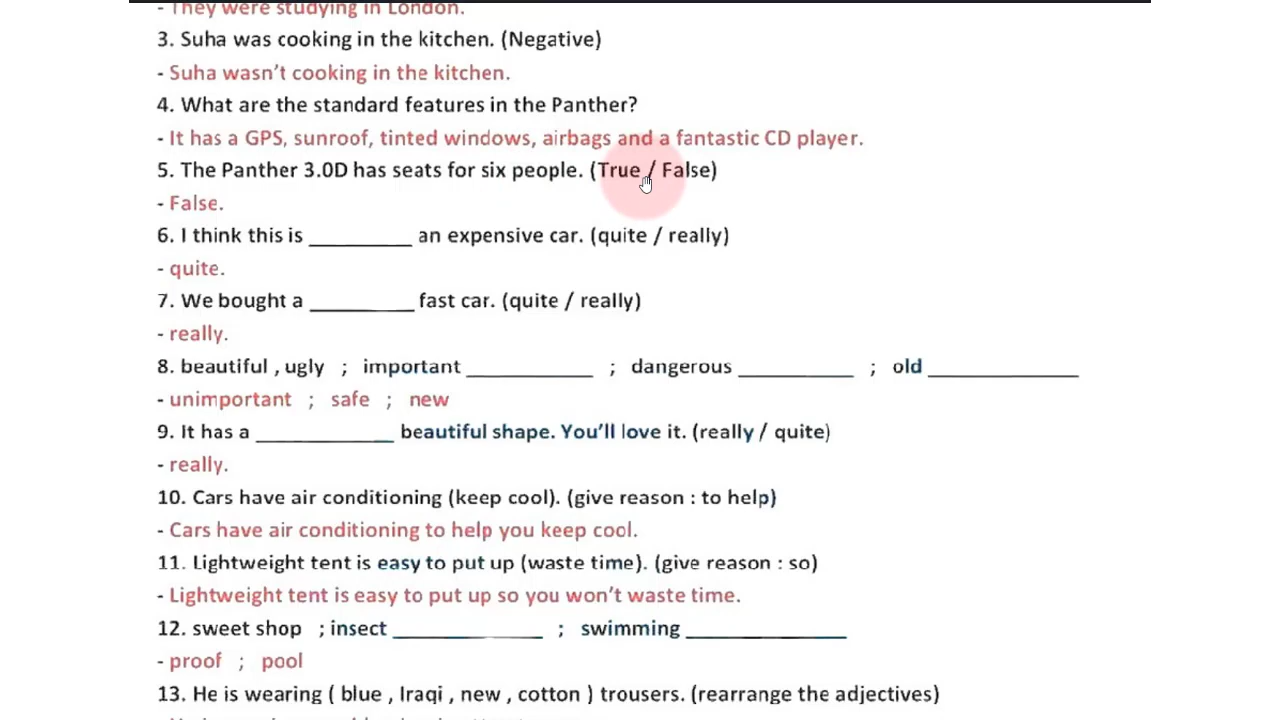 - They were studying in London.
3. Suha was cooking in the kitchen. (Negative)
- Suha wasn't cooking in the kitchen.
4. What are the standard features in the Panther?
- It has a GPS, sunroof, tinted windows, airbags and a fantastic CD player.
5. The Panther 3.0D has seats for six people. (True / False)
- False.
6. I think this is _________ an expensive car. (quite / really)
- quite.
7. We bought a _________ fast car. (quite / really)
- really.
8. beautiful , ugly ; important ___________ ; dangerous __________ ; old _____________
- unimportant ; safe ; new
9. It has a ____________ beautiful shape. You'll love it. (really / quite)
- really.
10. Cars have air conditioning (keep cool). (give reason : to help)
- Cars have air conditioning to help you keep cool.
11. Lightweight tent is easy to put up (waste time). (give reason : so)
- Lightweight tent is easy to put up so you won't waste time.
12. sweet shop ; insect _____________ ; swimming ______________
- proof ; pool
13. He is wearing ( blue , Iraqi , new , cotton ) trousers. (rearrange the adjectives)